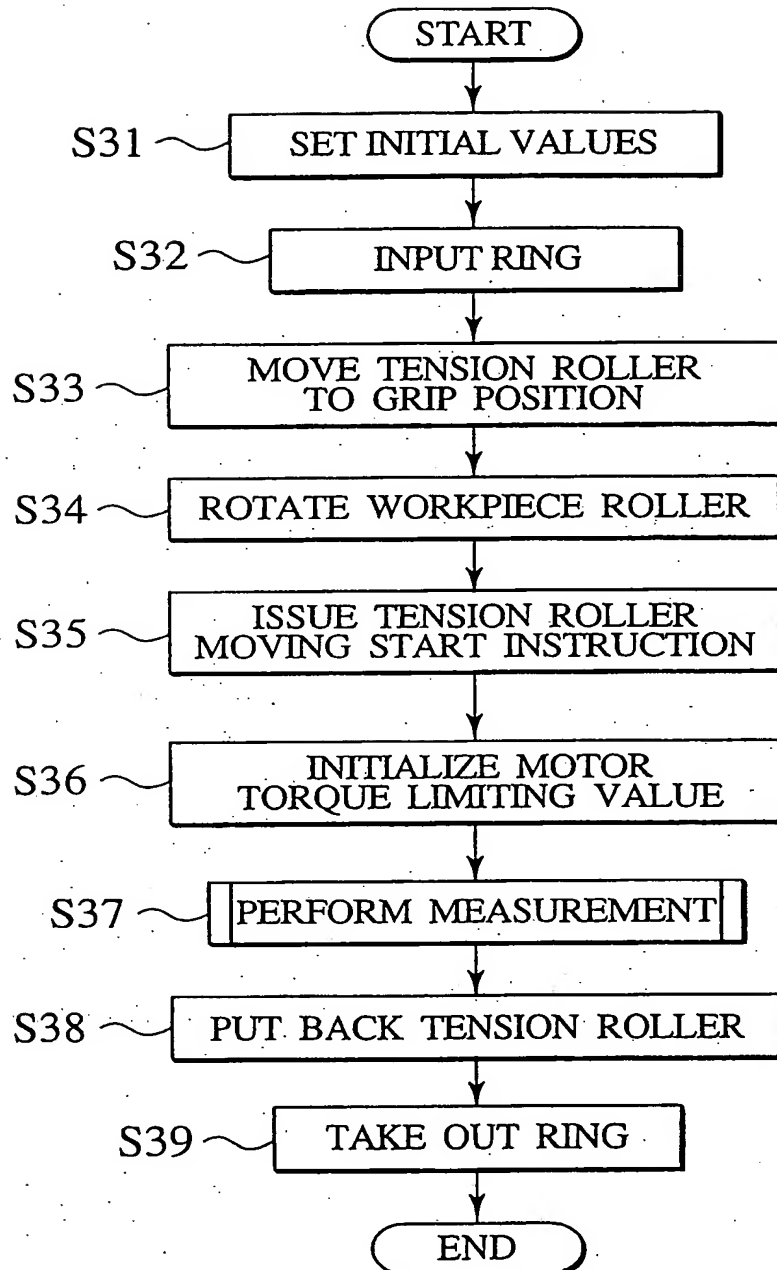 START
S31
SET INITIAL VALUES
S32
INPUT RING
S33
MOVE TENSION ROLLER
TO GRIP POSITION
S34
ROTATE WORKPIECE ROLLER
S35
ISSUE TENSION ROLLER
MOVING START INSTRUCTION
S36
INITIALIZE MOTOR
TORQUE LIMITING VALUE
S37
PERFORM MEASUREMENT
S38
PUT BACK TENSION ROLLER
S39
TAKE OUT RING
END